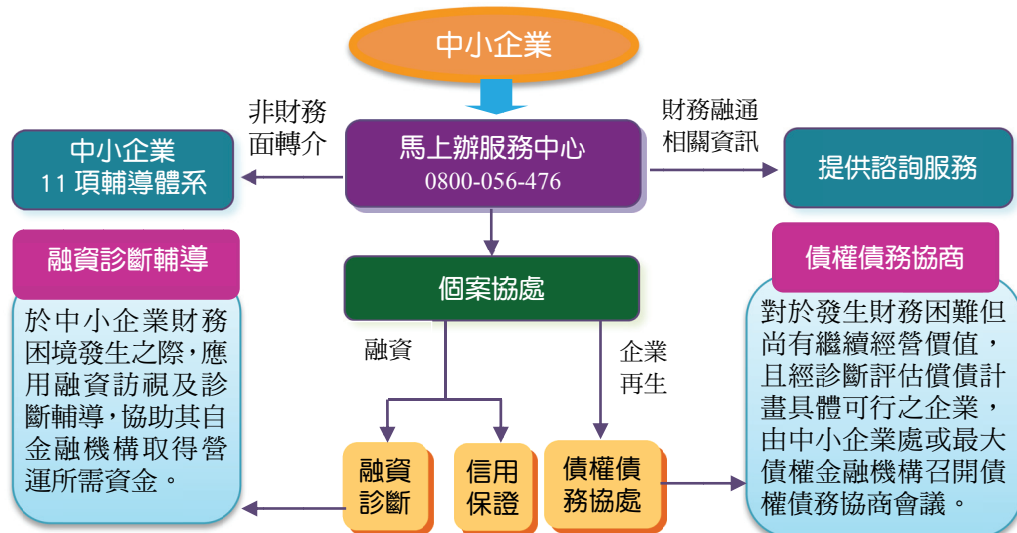 中小企業
非財務
面轉介
財務融通
相關資訊
中小企業
11 項輔導體系
馬上辦服務中心
0800-056-476
提供諮詢服務
融資診斷輔導
於中小企業財務
困境發生之際，應
用融資訪視及診
斷輔導，協助其自
金融機構取得營
運所需資金。
個案協處
融資
企業
再生
融資
診斷
信用
保證
債權債
務協處
債權債務協商
對於發生財務困難但
尚有繼續經營價值，
且經診斷評估償債計
畫具體可行之企業，
由中小企業處或最大
債權金融機構召開債
權債務協商會議。